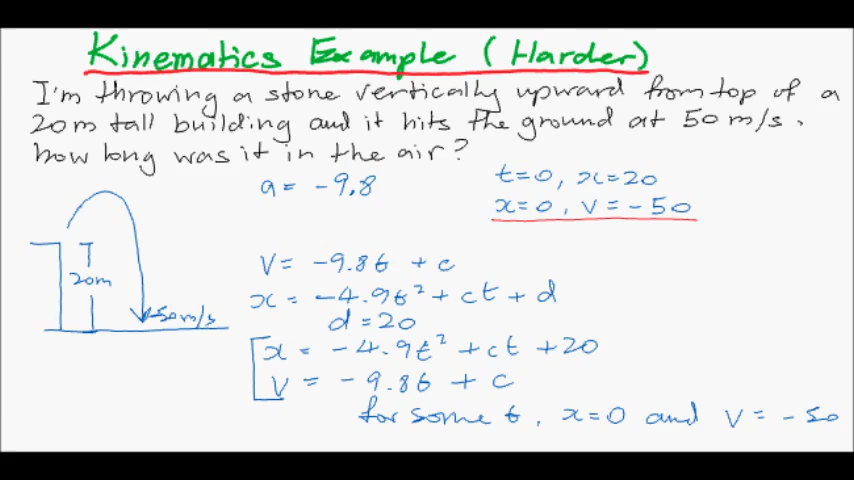 Kinematics Example (Harder)
I'm throwing a stone vertically upward from top of a
20m tall building and it hits the ground at 50 m/s.
how long was it in the air?
a = -9.8
t=0, x=20
x=0, v = -50
20m
-50m/s
v = -9.8t + c
x = -4.9t² + ct + d
d = 20
x = -4.9t² + ct + 20
v = -9.8t + c
for some t, x=0 and v = -50